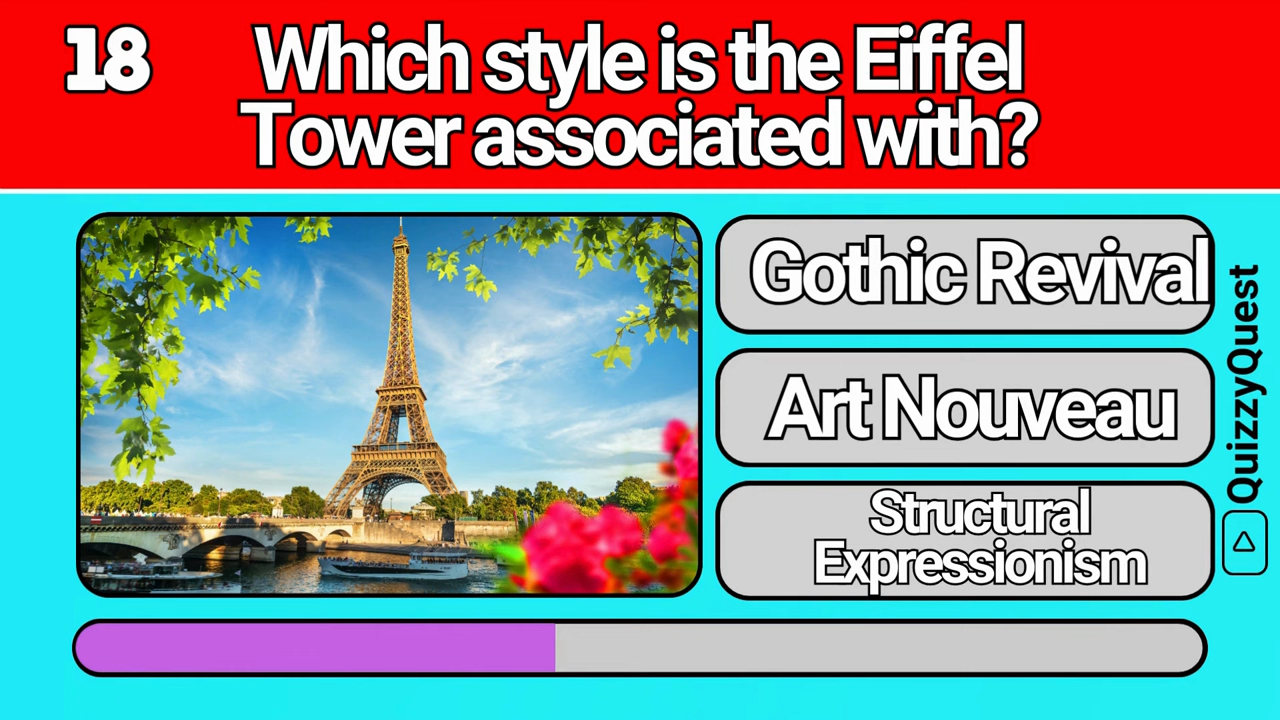 18
Which style is the Eiffel
Tower associated with?
Gothic Revival
Art Nouveau
Structural
Expressionism
QuizzyQuest